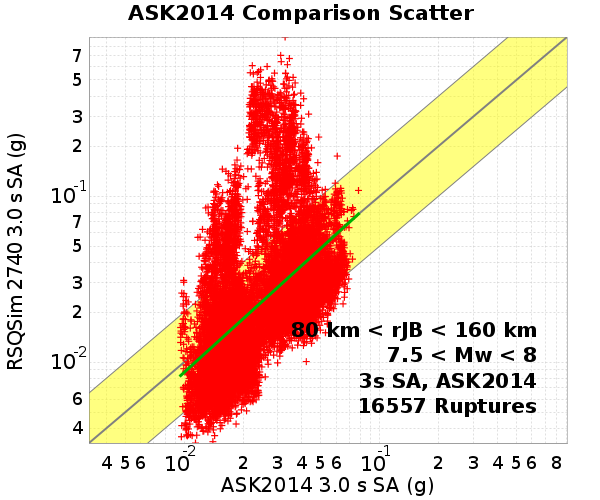 ASK2014 Comparison Scatter
RSQSim 2740 3.0 s SA (g)
7
5
3
2
10-1
7
5
3
2
10-2
6
4
80 km < rJB < 160 km
7.5 < Mw < 8
3s SA, ASK2014
16557 Ruptures
4 5 6 10-2 2 3 4 5 6 10-1 2 3 4 5 6 8
ASK2014 3.0 s SA (g)